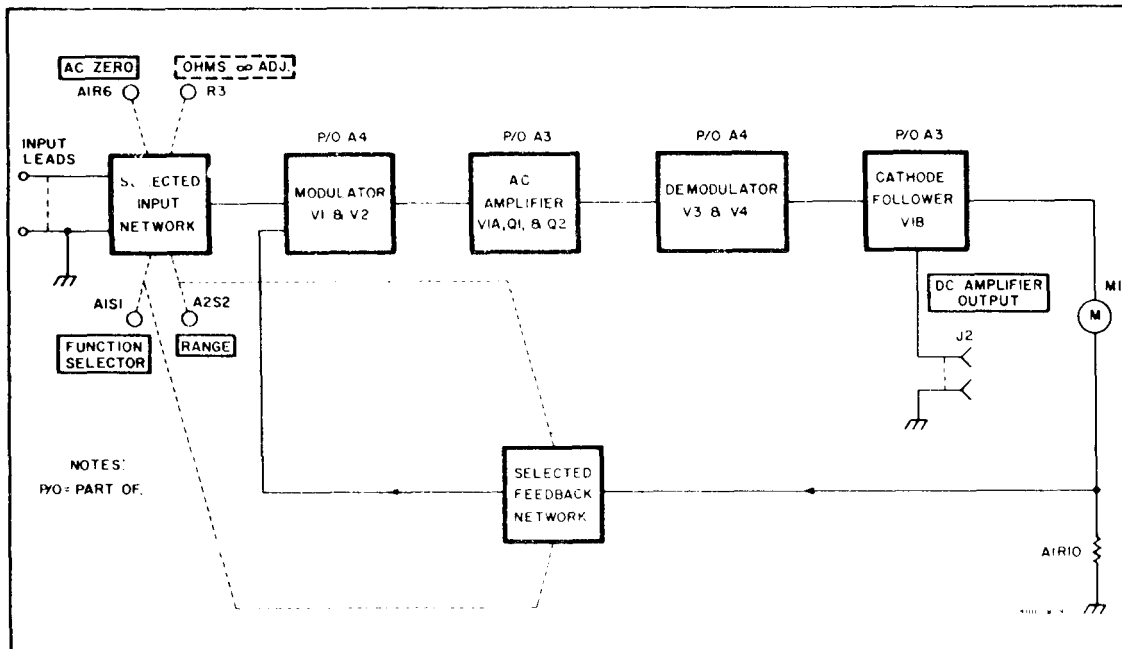 AC ZERO
OHMS ∞ ADJ.
A1R6
R3
INPUT
LEADS
SELECTED
INPUT
NETWORK
P/O A4
MODULATOR
V1 & V2
P/O A3
AC
AMPLIFIER
V1A, Q1, & Q2
P/O A4
DEMODULATOR
V3 & V4
P/O A3
CATHODE
FOLLOWER
V1B
A1S1
A2S2
FUNCTION
SELECTOR
RANGE
DC AMPLIFIER
OUTPUT
J2
M1
M
NOTES:
P/O = PART OF.
SELECTED
FEEDBACK
NETWORK
A1R10